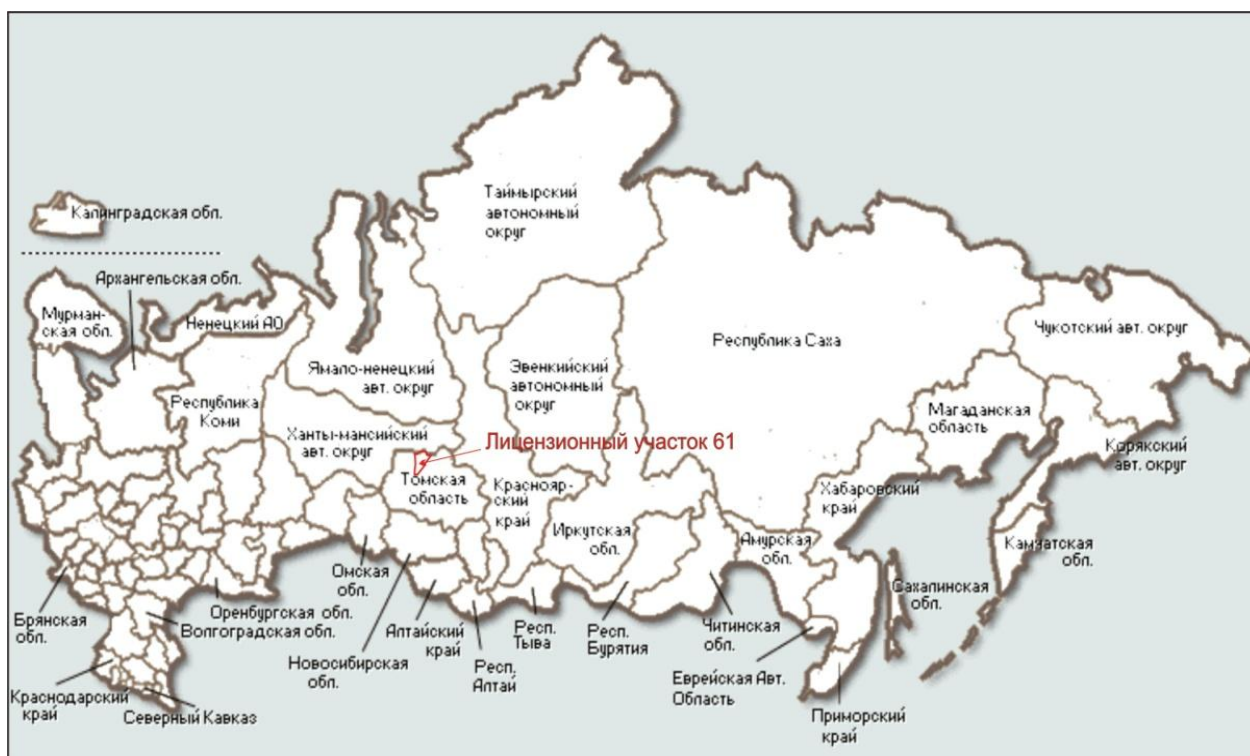 Таймырский
автономный
округ
Калинградская обл.
Архангельская обл.
Мурман-
ская обл.
Ненецкий АО
Чукотский авт. округ
Республика Саха
Ямало-ненецкий
авт. округ
Эвенкийский
автономный
округ
Республика
Коми
Магаданская
область
Ханты-мансийский
авт. округ
Лицензионный участок 61
Корякский
авт. округ
Томская
область
Краснояр-
ский
край
Хабаровский
край
Иркутская
обл.
Амурская
обл.
Камчатская
обл.
Омская
обл.
Сахалинская
обл.
Брянская
обл.
Оренбургская обл.
Волгоградская обл.
Алтайский
край
Респ.
Тыва
Респ.
Бурятия
Читинская
обл.
Новосибирская
обл.
Респ.
Алтай
Еврейская Авт.
Область
Краснодарский
край
Северный Кавказ
Приморский
край